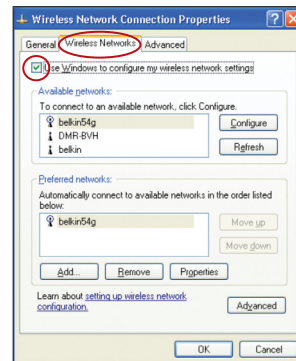 Wireless Network Connection Properties
General Wireless Networks Advanced
Use Windows to configure my wireless network settings
Available networks:
To connect to an available network, click Configure.
belkin54g
DMR-BVH
belkin
Configure
Refresh
Preferred networks:
Automatically connect to available networks in the order listed
below:
belkin54g
Move up
Move down
Add... Remove Properties
Learn about setting up wireless network
configuration.
Advanced
OK Cancel